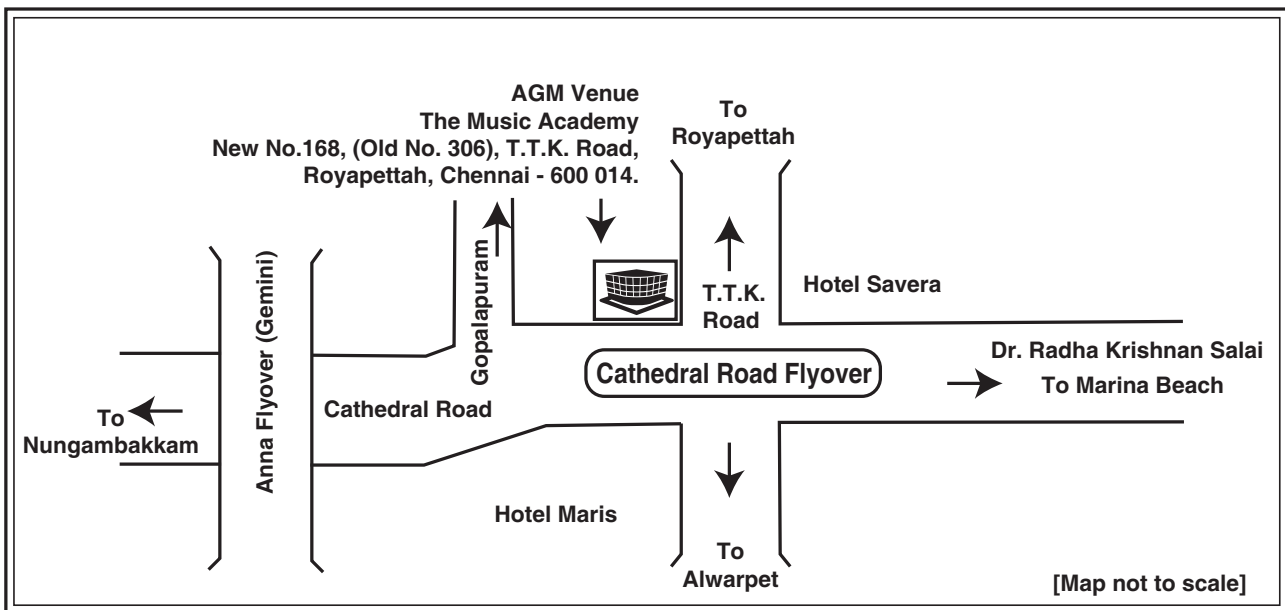 AGM Venue
The Music Academy
New No.168, (Old No. 306), T.T.K. Road,
Royapettah, Chennai - 600 014.
To
Royapettah
Anna Flyover (Gemini)
Gopalapuram
T.T.K.
Road
Hotel Savera
Cathedral Road Flyover
Dr. Radha Krishnan Salai
To Marina Beach
Cathedral Road
To
Nungambakkam
Hotel Maris
To
Alwarpet
[Map not to scale]